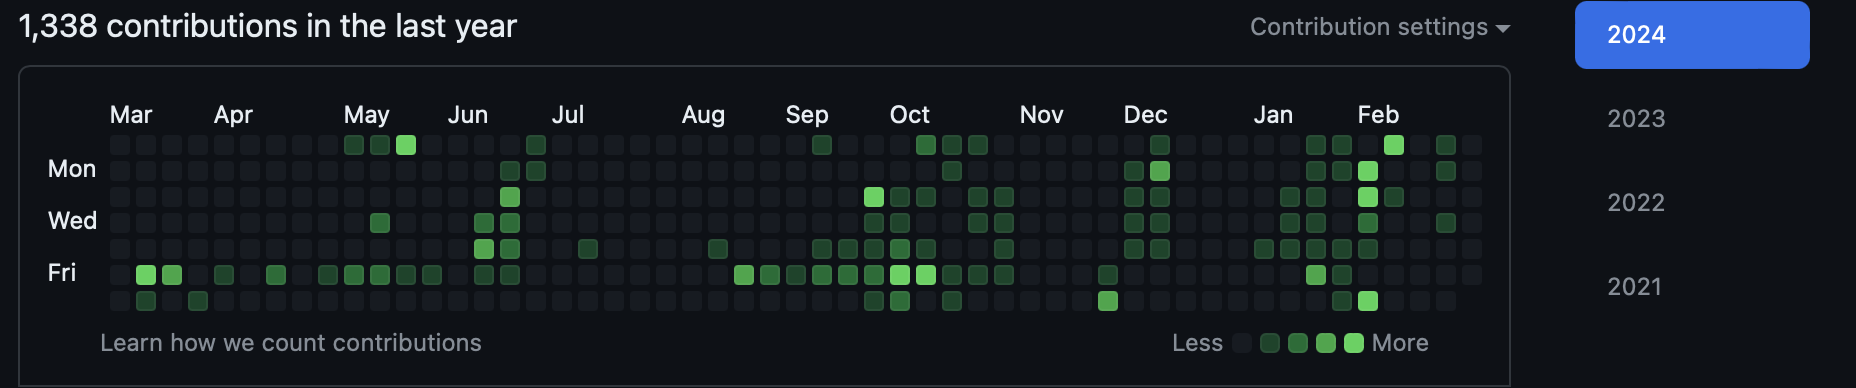 1,338 contributions in the last year
Contribution settings
2024
2023
2022
2021
Mar Apr May Jun Jul Aug Sep Oct Nov Dec Jan Feb
Mon
Wed
Fri
Learn how we count contributions
Less More